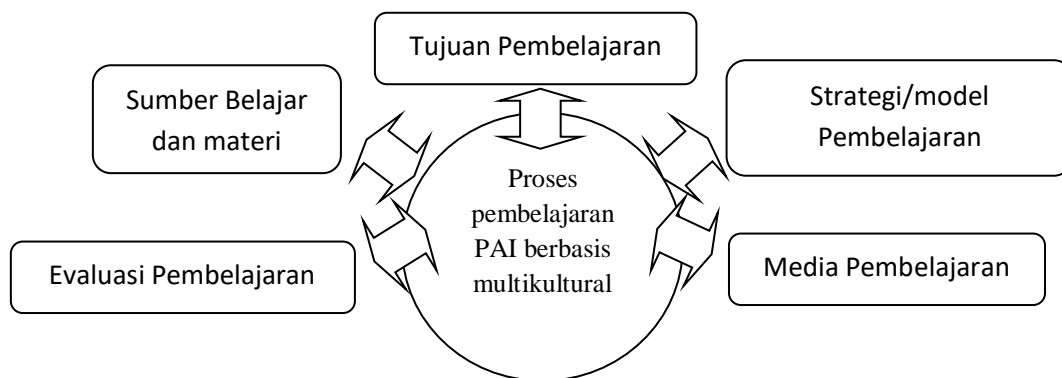 Tujuan Pembelajaran
Sumber Belajar
dan materi
Strategi/model
Pembelajaran
Proses
pembelajaran
PAI berbasis
multikultural
Evaluasi Pembelajaran
Media Pembelajaran